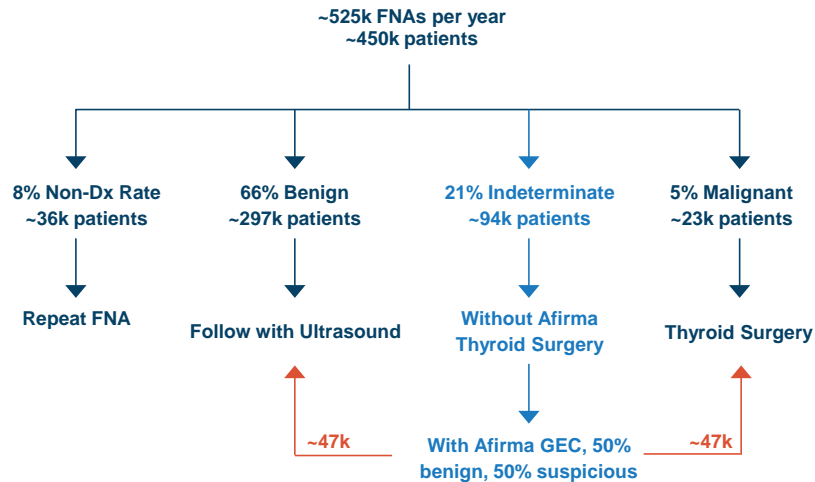 ~525k FNAs per year
~450k patients
8% Non-Dx Rate
~36k patients
66% Benign
~297k patients
21% Indeterminate
~94k patients
5% Malignant
~23k patients
Repeat FNA
Follow with Ultrasound
Without Afirma
Thyroid Surgery
Thyroid Surgery
~47k
With Afirma GEC, 50%
benign, 50% suspicious
~47k